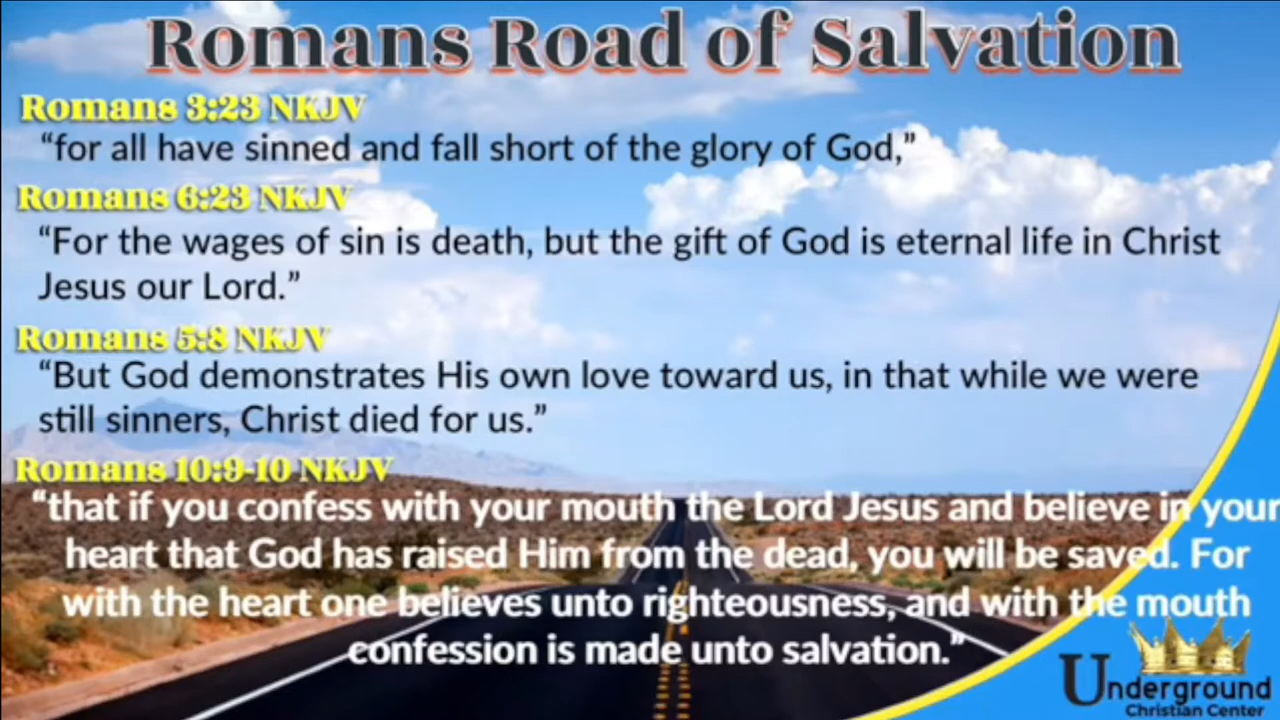 Romans Road of Salvation
Romans 3:23 NKJV
“for all have sinned and fall short of the glory of God,”
Romans 6:23 NKJV
“For the wages of sin is death, but the gift of God is eternal life in Christ
Jesus our Lord.”
Romans 5:8 NKJV
“But God demonstrates His own love toward us, in that while we were
still sinners, Christ died for us.”
Romans 10:9-10 NKJV
“that if you confess with your mouth the Lord Jesus and believe in your
heart that God has raised Him from the dead, you will be saved. For
with the heart one believes unto righteousness, and with the mouth
confession is made unto salvation.”
Underground
Christian Center